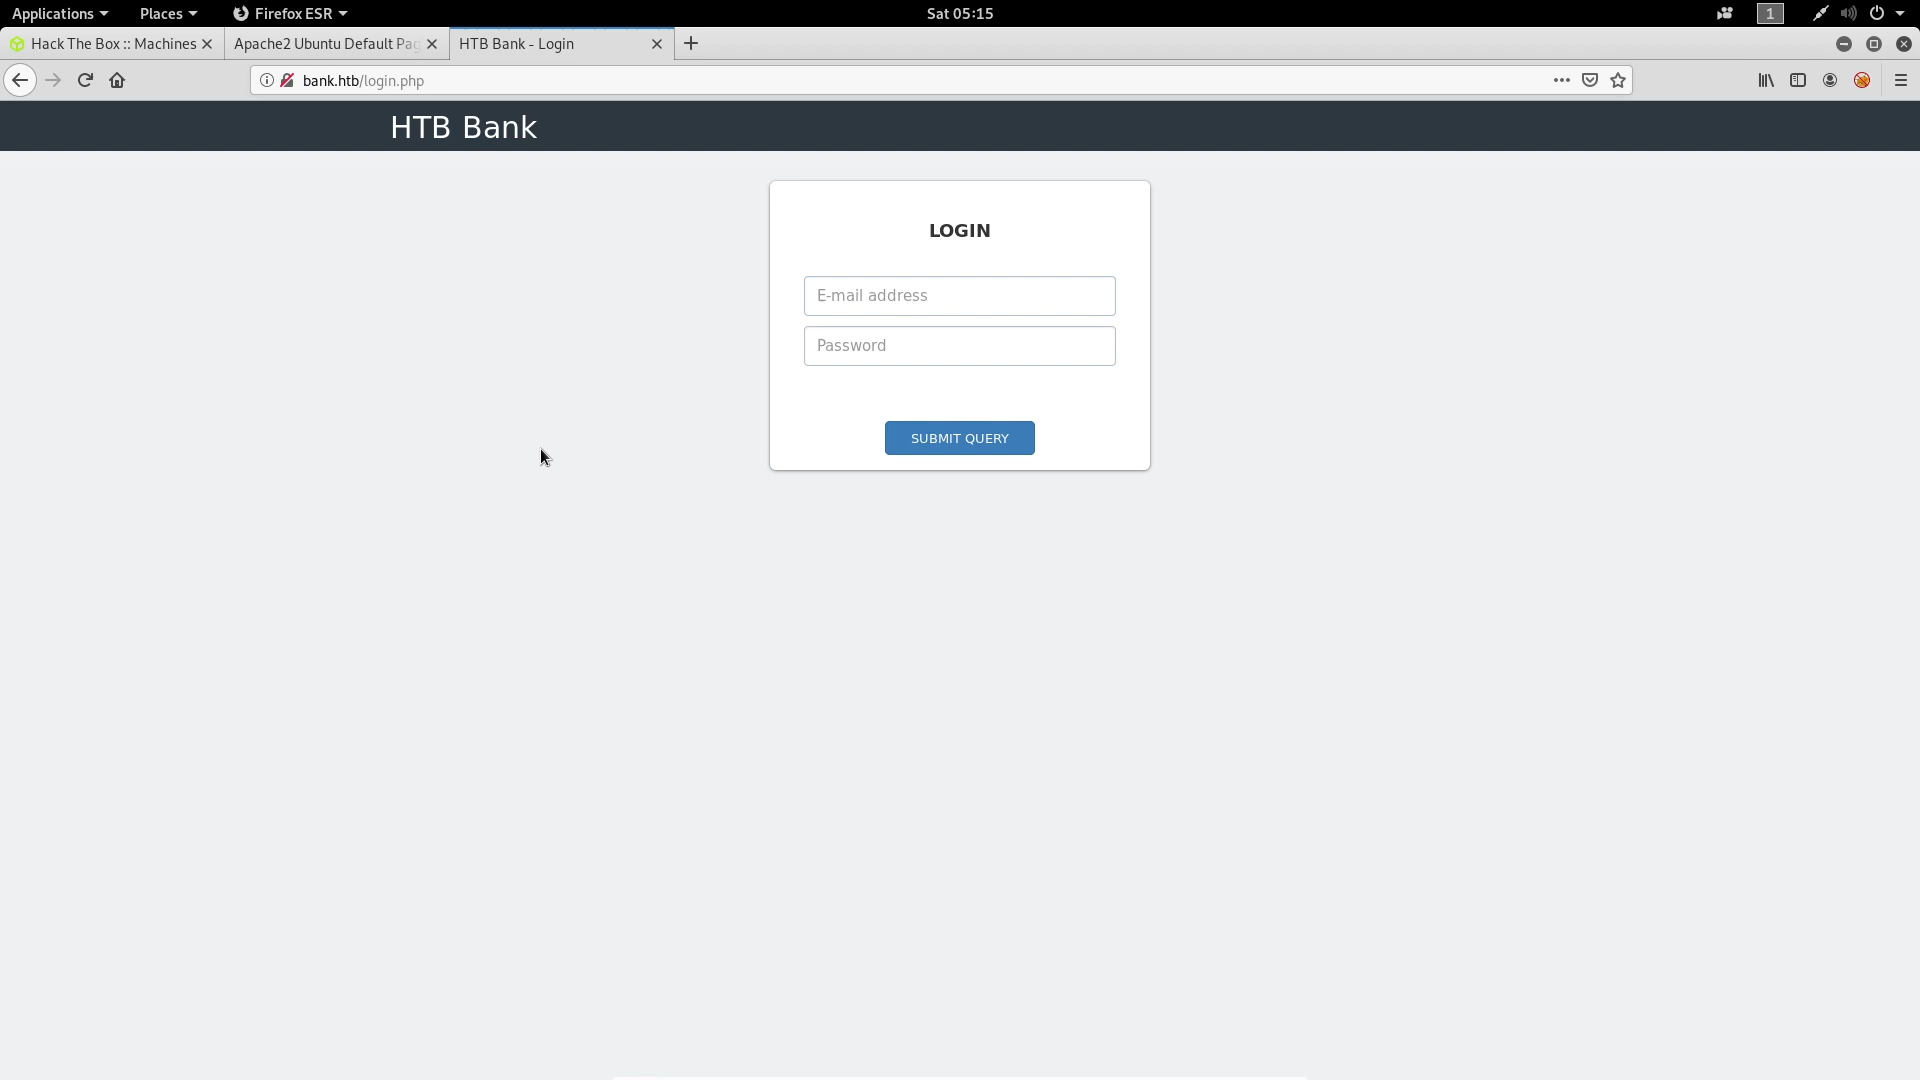 Applications Places Firefox ESR Sat 05:15 1
Hack The Box :: Machines Apache2 Ubuntu Default Pag HTB Bank - Login
bank.htb/login.php
HTB Bank
LOGIN
E-mail address
Password
SUBMIT QUERY